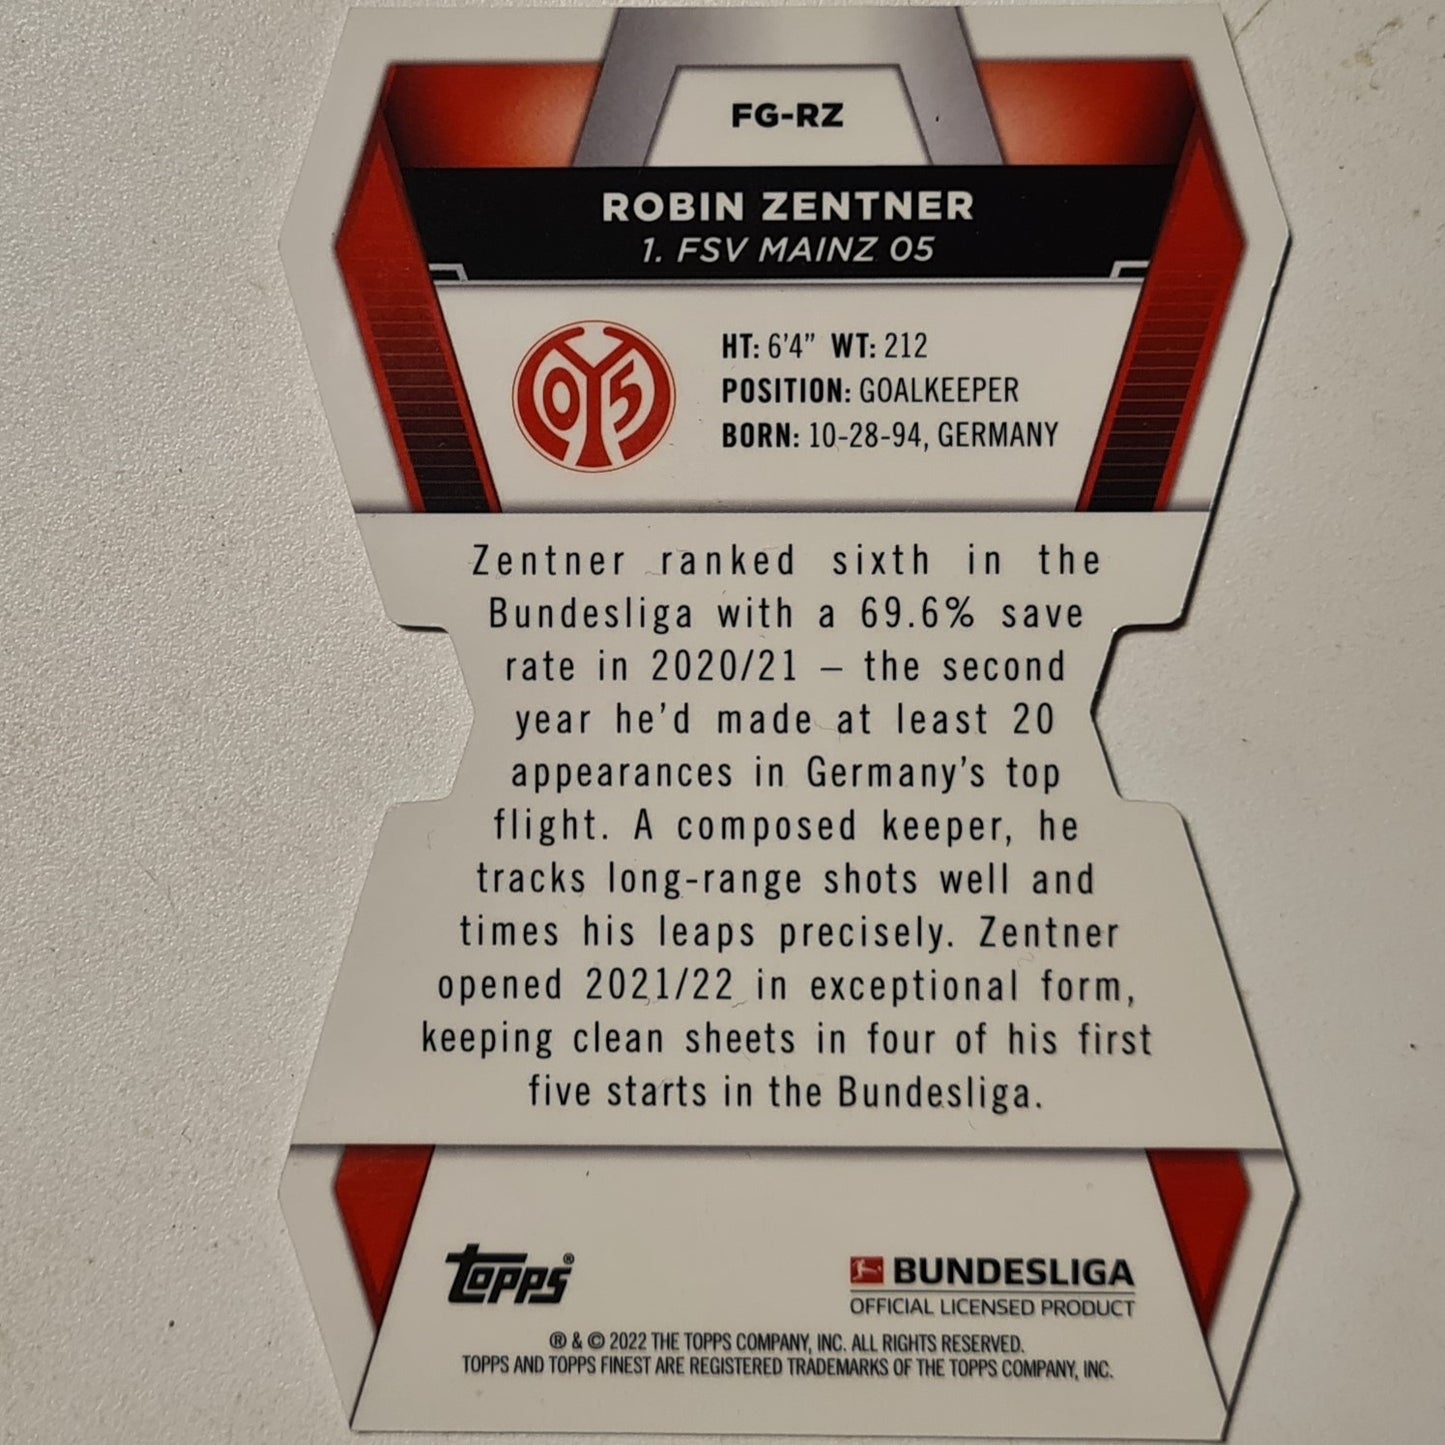 FG-RZ
ROBIN ZENTNER
1. FSV MAINZ 05
05
HT: 6'4” WT: 212
POSITION: GOALKEEPER
BORN: 10-28-94, GERMANY
Zentner ranked sixth in the
Bundesliga with a 69.6% save
rate in 2020/21 – the second
year he’d made at least 20
appearances in Germany’s top
flight. A composed keeper, he
tracks long-range shots well and
times his leaps precisely. Zentner
opened 2021/22 in exceptional form,
keeping clean sheets in four of his first
five starts in the Bundesliga.
Topps®
BUNDESLIGA
OFFICIAL LICENSED PRODUCT
® & © 2022 THE TOPPS COMPANY, INC. ALL RIGHTS RESERVED.
TOPPS AND TOPPS FINEST ARE REGISTERED TRADEMARKS OF THE TOPPS COMPANY, INC.